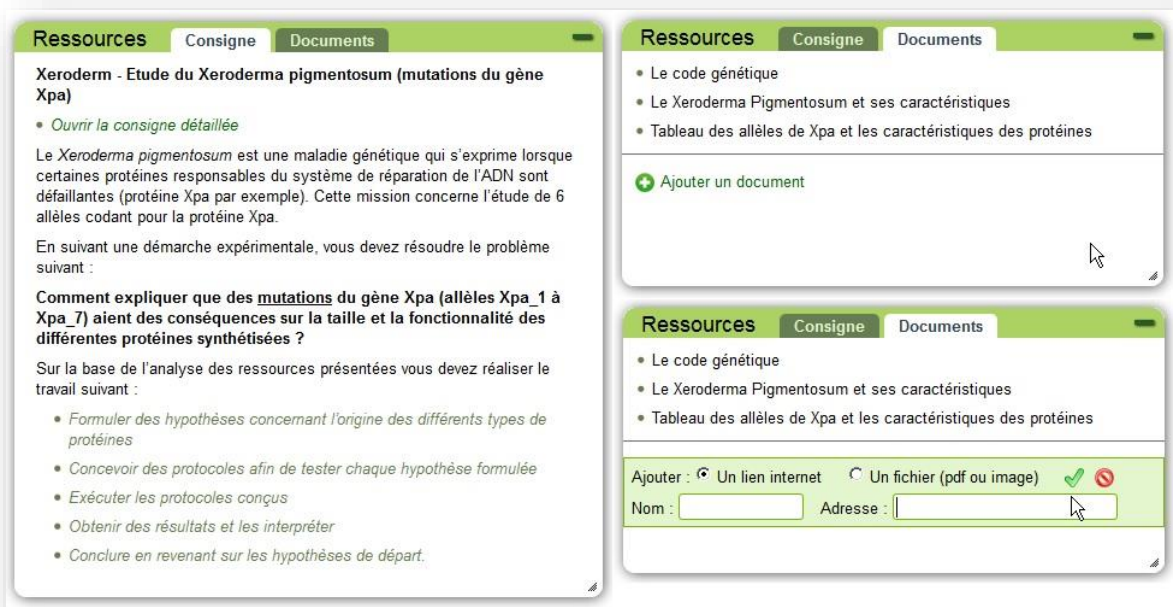 Ressources Consigne Documents
Xeroderm - Etude du Xeroderma pigmentosum (mutations du gène
Xpa)
• Ouvrir la consigne détaillée
Le Xeroderma pigmentosum est une maladie génétique qui s'exprime lorsque
certaines protéines responsables du système de réparation de l'ADN sont
défaillantes (protéine Xpa par exemple). Cette mission concerne l'étude de 6
allèles codant pour la protéine Xpa.
En suivant une démarche expérimentale, vous devez résoudre le problème
suivant :
Comment expliquer que des mutations du gène Xpa (allèles Xpa_1 à
Xpa_7) aient des conséquences sur la taille et la fonctionnalité des
différentes protéines synthétisées ?
Sur la base de l'analyse des ressources présentées vous devez réaliser le
travail suivant :
• Formuler des hypothèses concernant l'origine des différents types de
protéines
• Concevoir des protocoles afin de tester chaque hypothèse formulée
• Exécuter les protocoles conçus
• Obtenir des résultats et les interpréter
• Conclure en revenant sur les hypothèses de départ.
Ressources Consigne Documents
• Le code génétique
• Le Xeroderma Pigmentosum et ses caractéristiques
• Tableau des allèles de Xpa et les caractéristiques des protéines
Ajouter un document
Ressources Consigne Documents
• Le code génétique
• Le Xeroderma Pigmentosum et ses caractéristiques
• Tableau des allèles de Xpa et les caractéristiques des protéines
Ajouter : Un lien internet Un fichier (pdf ou image)
Nom : Adresse :